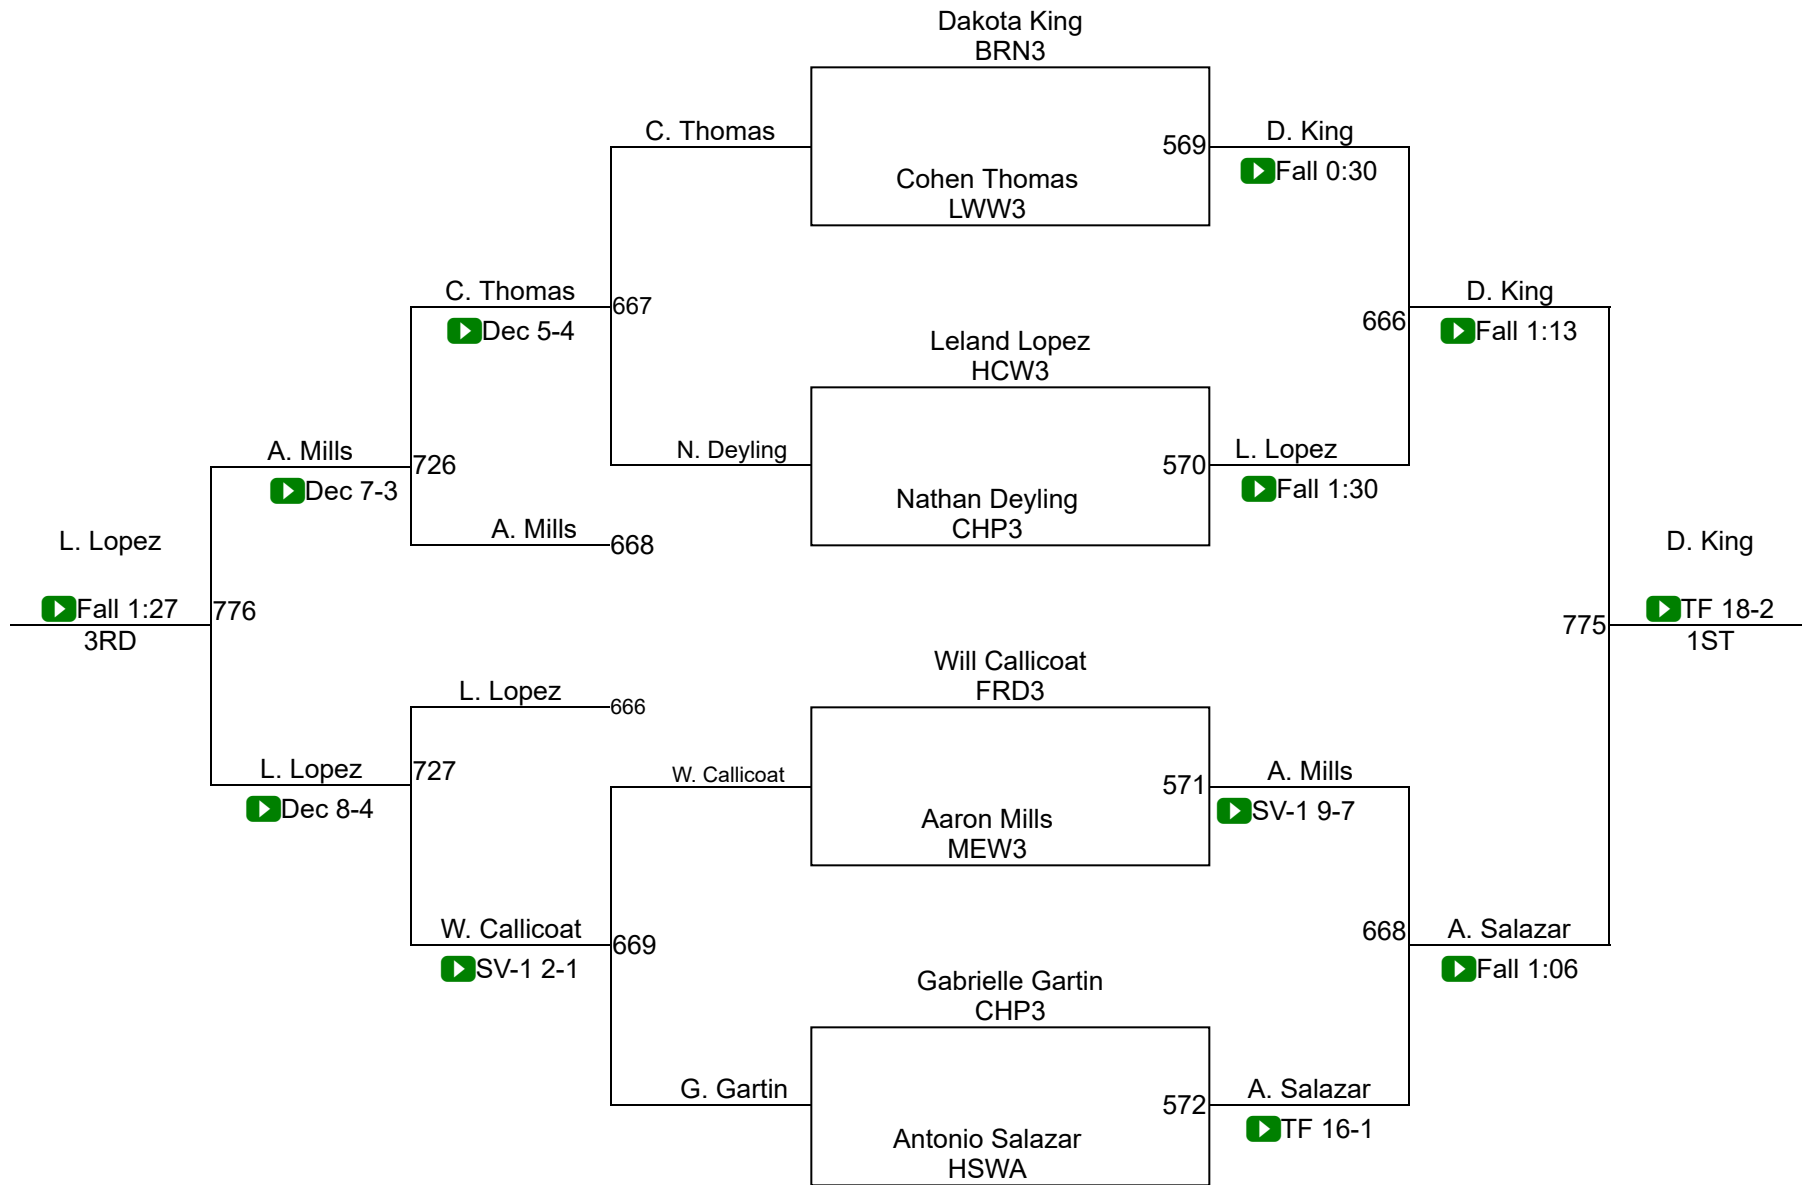 Dakota King
BRN3
C. Thomas
569
D. King
Fall 0:30
Cohen Thomas
LWW3
C. Thomas
667
Dec 5-4
D. King
666
Fall 1:13
Leland Lopez
HCW3
A. Mills
726
Dec 7-3
N. Deyling
570
L. Lopez
Fall 1:30
Nathan Deyling
CHP3
A. Mills
668
L. Lopez
Fall 1:27
776
3RD
D. King
775
TF 18-2
1ST
Will Callicoat
FRD3
L. Lopez
666
L. Lopez
727
Dec 8-4
W. Callicoat
571
A. Mills
SV-1 9-7
Aaron Mills
MEW3
W. Callicoat
669
SV-1 2-1
668
A. Salazar
Fall 1:06
Gabrielle Gartin
CHP3
G. Gartin
572
A. Salazar
TF 16-1
Antonio Salazar
HSWA